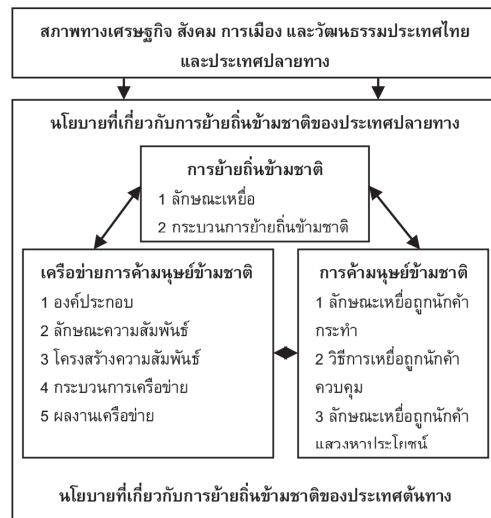 สภาพทางเศรษฐกิจ สังคม การเมือง และวัฒนธรรมประเทศไทย
และประเทศปลายทาง
นโยบายที่เกี่ยวกับการย้ายถิ่นข้ามชาติของประเทศปลายทาง
การย้ายถิ่นข้ามชาติ
1 ลักษณะเหยื่อ
2 กระบวนการย้ายถิ่นข้ามชาติ
เครือข่ายการค้ามนุษย์ข้ามชาติ
1 องค์ประกอบ
2 ลักษณะความสัมพันธ์
3 โครงสร้างความสัมพันธ์
4 กระบวนการเครือข่าย
5 ผลงานเครือข่าย
การค้ามนุษย์ข้ามชาติ
1 ลักษณะเหยื่อถูกนักค้า
กระทำ
2 วิธีการเหยื่อถูกนักค้า
ควบคุม
3 ลักษณะเหยื่อถูกนักค้า
แสวงหาประโยชน์
นโยบายที่เกี่ยวกับการย้ายถิ่นข้ามชาติของประเทศต้นทาง